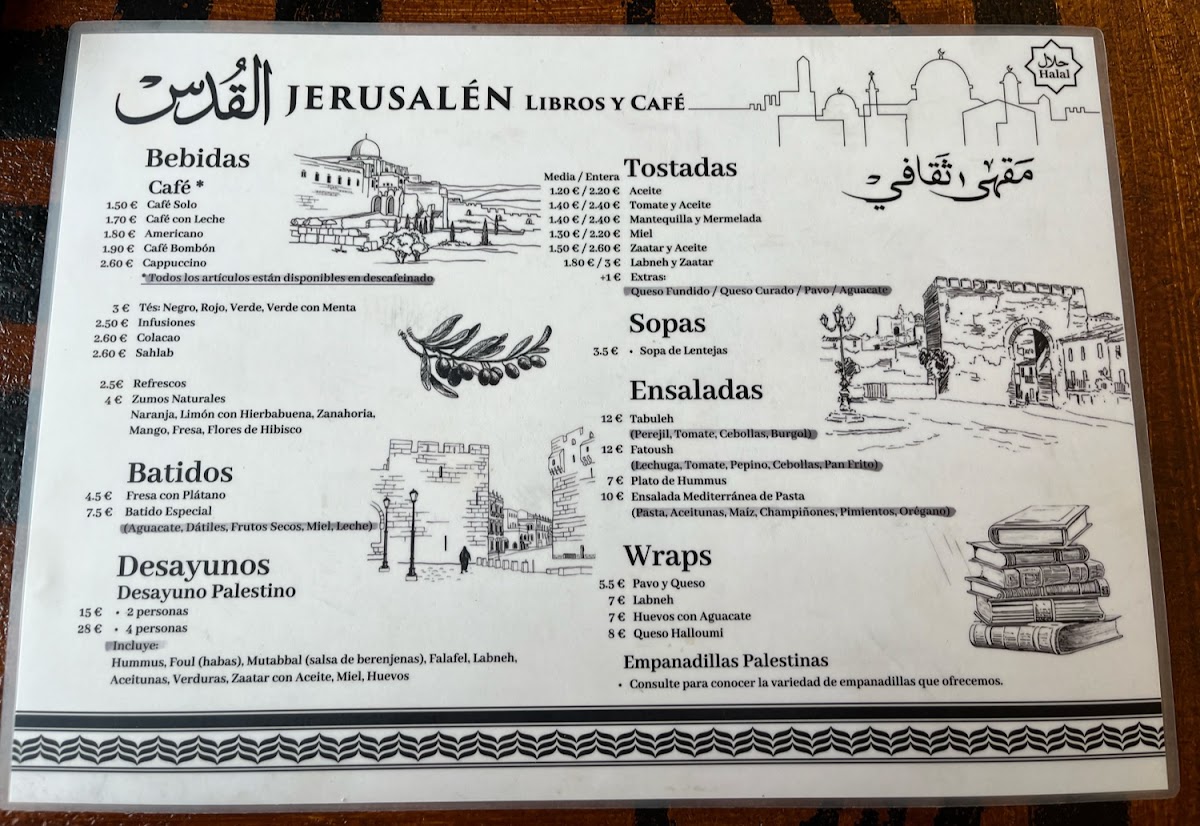 القُدس JERUSALÉN LIBROS Y CAFÉ
حلال
Halal
مَقهى ثقافي
Bebidas
Café *
1.50 € Café Solo
1.70 € Café con Leche
1.80 € Americano
1.90 € Café Bombón
2.60 € Cappuccino
* Todos los artículos están disponibles en descafeinado
3 € Tés: Negro, Rojo, Verde, Verde con Menta
2.50 € Infusiones
2.60 € Colacao
2.60 € Sahlab
2.5€ Refrescos
4 € Zumos Naturales
Naranja, Limón con Hierbabuena, Zanahoria,
Mango, Fresa, Flores de Hibisco
Batidos
4.5 € Fresa con Plátano
7.5 € Batido Especial
(Aguacate, Dátiles, Frutos Secos, Miel, Leche)
Desayunos
Desayuno Palestino
15 € • 2 personas
28 € • 4 personas
Incluye:
Hummus, Foul (habas), Mutabbal (salsa de berenjenas), Falafel, Labneh,
Aceitunas, Verduras, Zaatar con Aceite, Miel, Huevos
Tostadas
Media / Entera
1.20 € / 2.20 € Aceite
1.40 € / 2.40 € Tomate y Aceite
1.40 € / 2.40 € Mantequilla y Mermelada
1.30 € / 2.20 € Miel
1.50 € / 2.60 € Zaatar y Aceite
1.80 € / 3 € Labneh y Zaatar
+1 € Extras:
Queso Fundido / Queso Curado / Pavo / Aguacate
Sopas
3.5 € • Sopa de Lentejas
Ensaladas
12 € Tabuleh
(Perejil, Tomate, Cebollas, Burgol)
12 € Fatoush
(Lechuga, Tomate, Pepino, Cebollas, Pan Frito)
7 € Plato de Hummus
10 € Ensalada Mediterránea de Pasta
(Pasta, Aceitunas, Maíz, Champiñones, Pimientos, Orégano)
Wraps
5.5 € Pavo y Queso
7 € Labneh
7 € Huevos con Aguacate
8 € Queso Halloumi
Empanadillas Palestinas
• Consulte para conocer la variedad de empanadillas que ofrecemos.